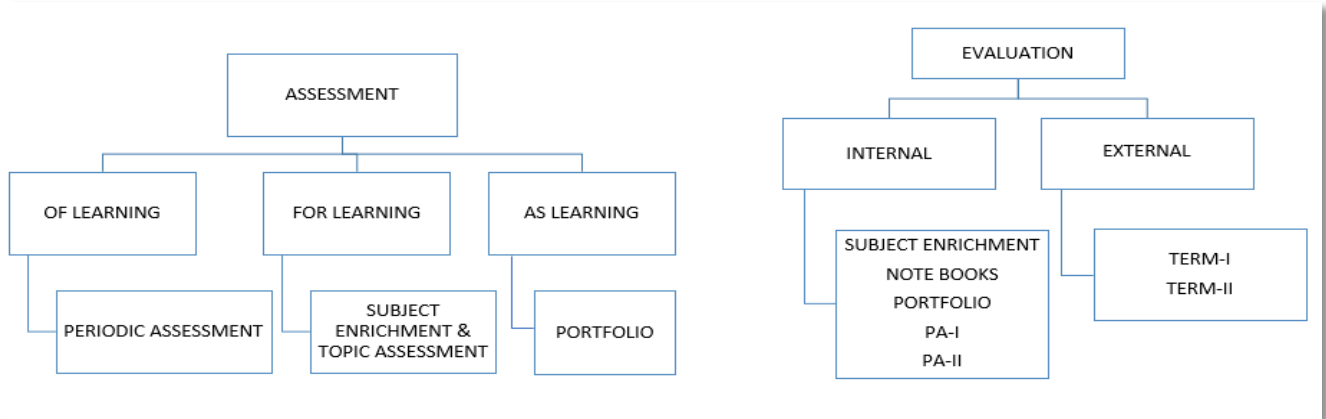 ASSESSMENT
OF LEARNING
FOR LEARNING
AS LEARNING
PERIODIC ASSESSMENT
SUBJECT
ENRICHMENT &
TOPIC ASSESSMENT
PORTFOLIO
EVALUATION
INTERNAL
EXTERNAL
SUBJECT ENRICHMENT
NOTE BOOKS
PORTFOLIO
PA-I
PA-II
TERM-I
TERM-II